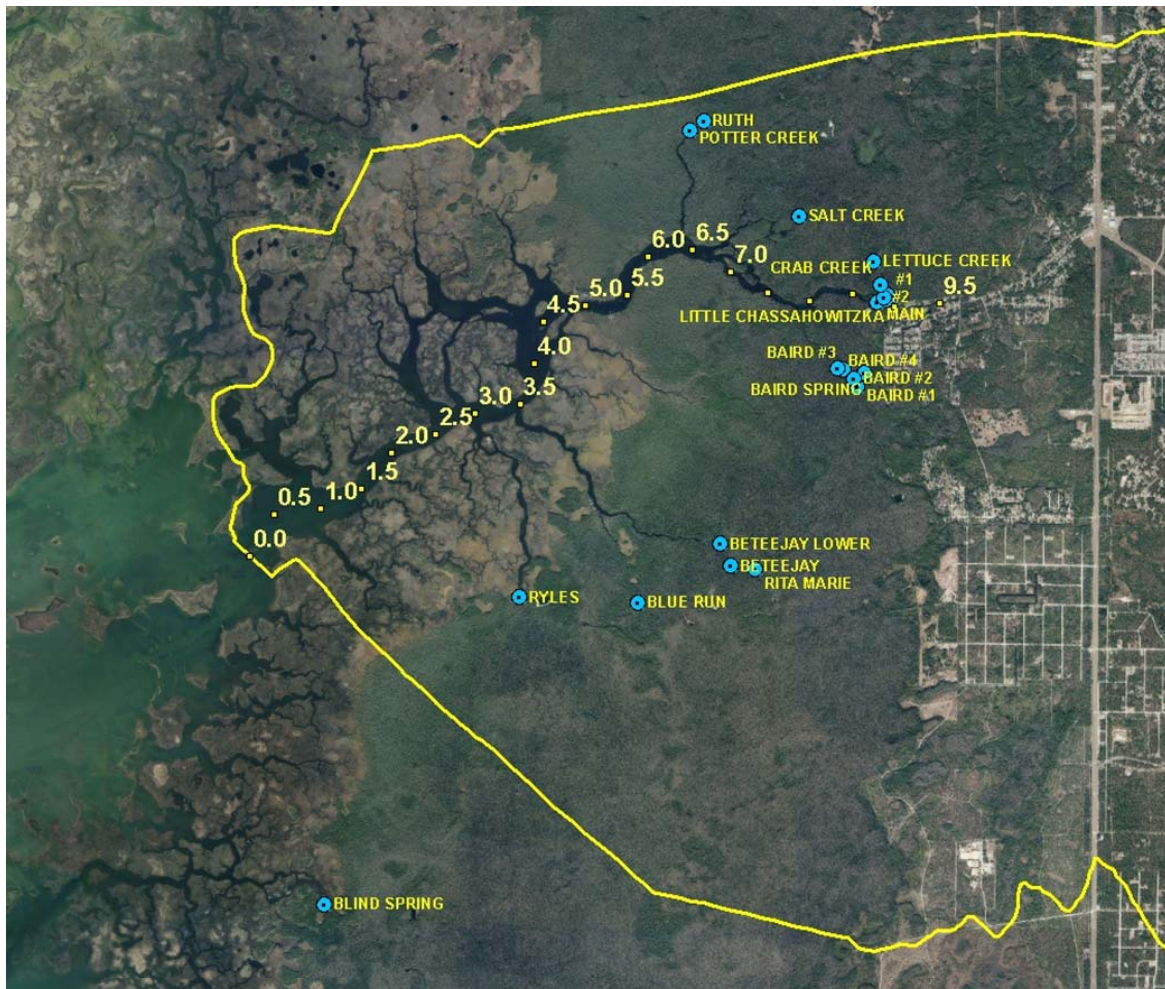 RUTH
POTTER CREEK
SALT CREEK
6.5
6.0
7.0
LETTUCE CREEK
CRAB CREEK
#1
5.5
5.0
4.5
9.5
#2
LITTLE CHASSAHOWITZKA
MAIN
4.0
BAIRD #3
BAIRD #4
BAIRD #2
BAIRD SPRING
BAIRD #1
3.5
3.0
2.5
2.0
1.5
1.0
0.5
0.0
BETEEJAY LOWER
BETEEJAY
RITA MARIE
RYLES
BLUE RUN
BLIND SPRING